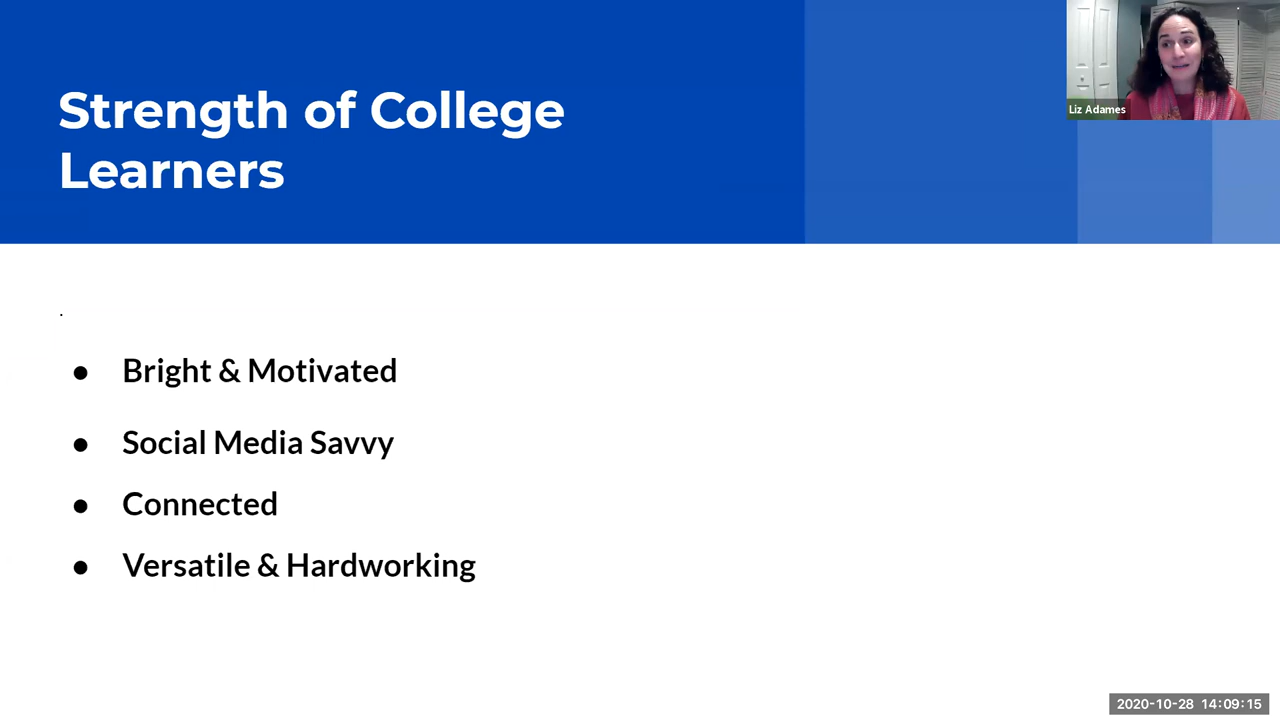 Strength of College
Learners
Liz Adames
.
● Bright & Motivated
● Social Media Savvy
● Connected
● Versatile & Hardworking
2020-10-28 14:09:15